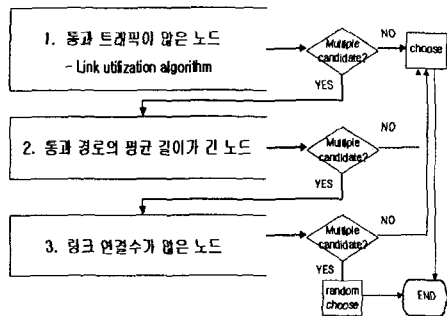 1. 통과 트래픽이 많은 노드
- Link utilization algorithm
Multiple candidate?
NO
choose
YES
2. 통과 경로의 평균 길이가 긴 노드
Multiple candidate?
NO
YES
3. 링크 연결수가 많은 노드
Multiple candidate?
NO
YES
random choose
END